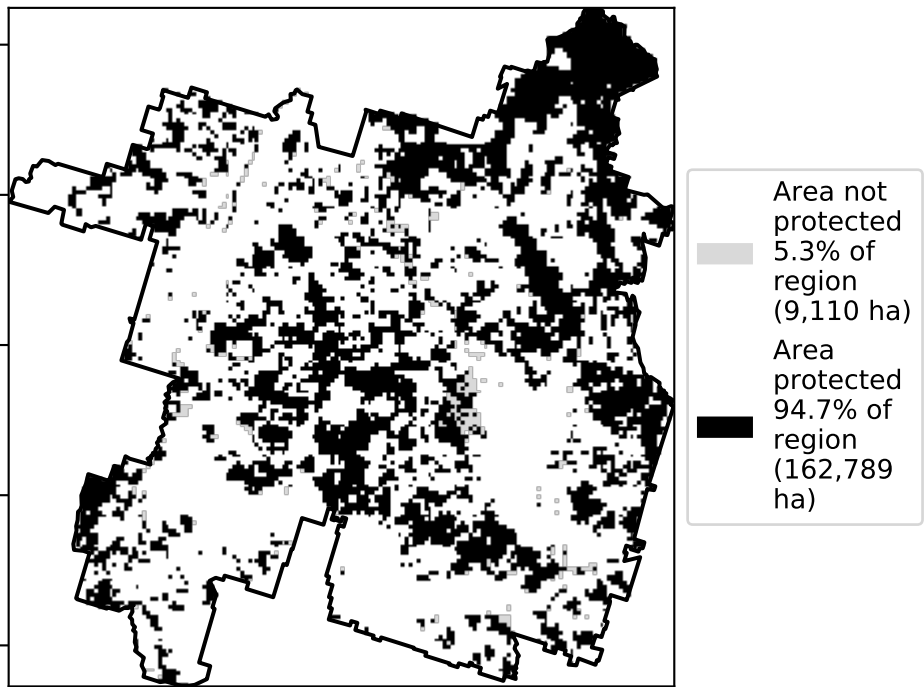 Area not
protected
5.3% of
region
(9,110 ha)
Area
protected
94.7% of
region
(162,789
ha)